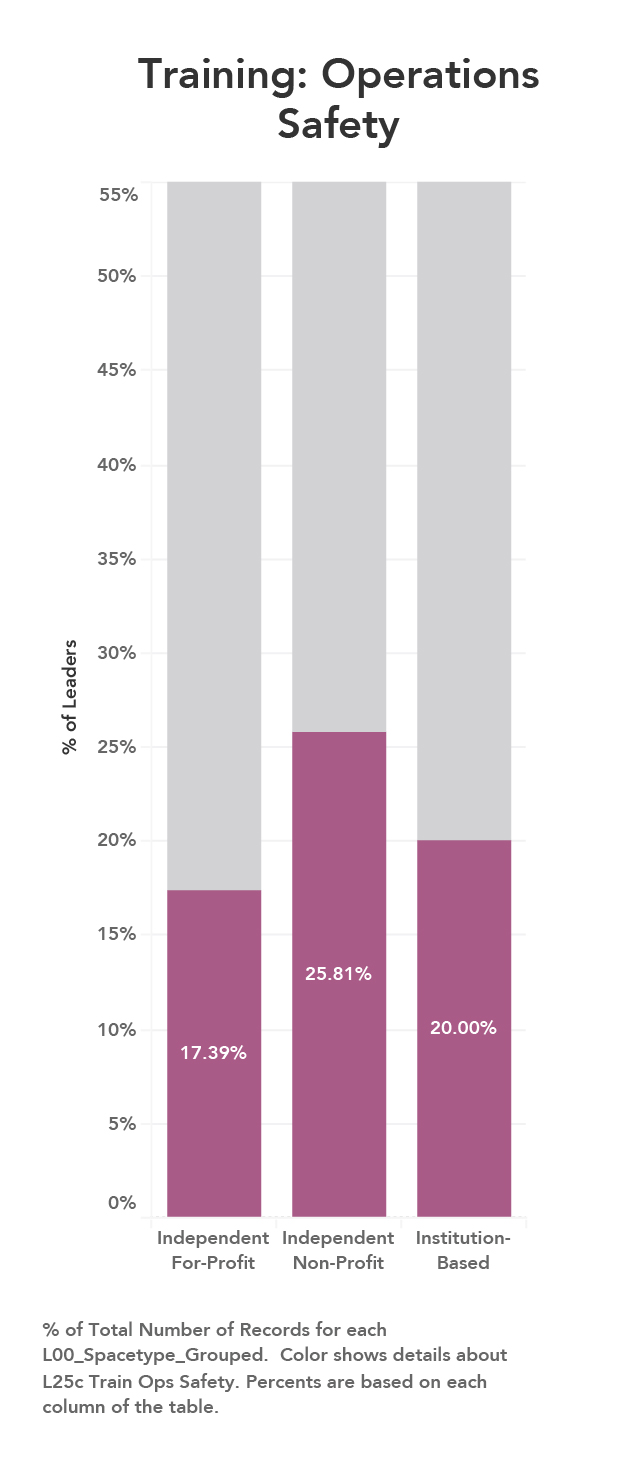 Training: Operations
Safety
55%
50%
45%
40%
35%
30%
25%
20%
15%
10%
5%
0%
% of Leaders
17.39%
25.81%
20.00%
Independent
For-Profit
Independent
Non-Profit
Institution-
Based
% of Total Number of Records for each
L00_Spacetype_Grouped.  Color shows details about
L25c Train Ops Safety. Percents are based on each
column of the table.